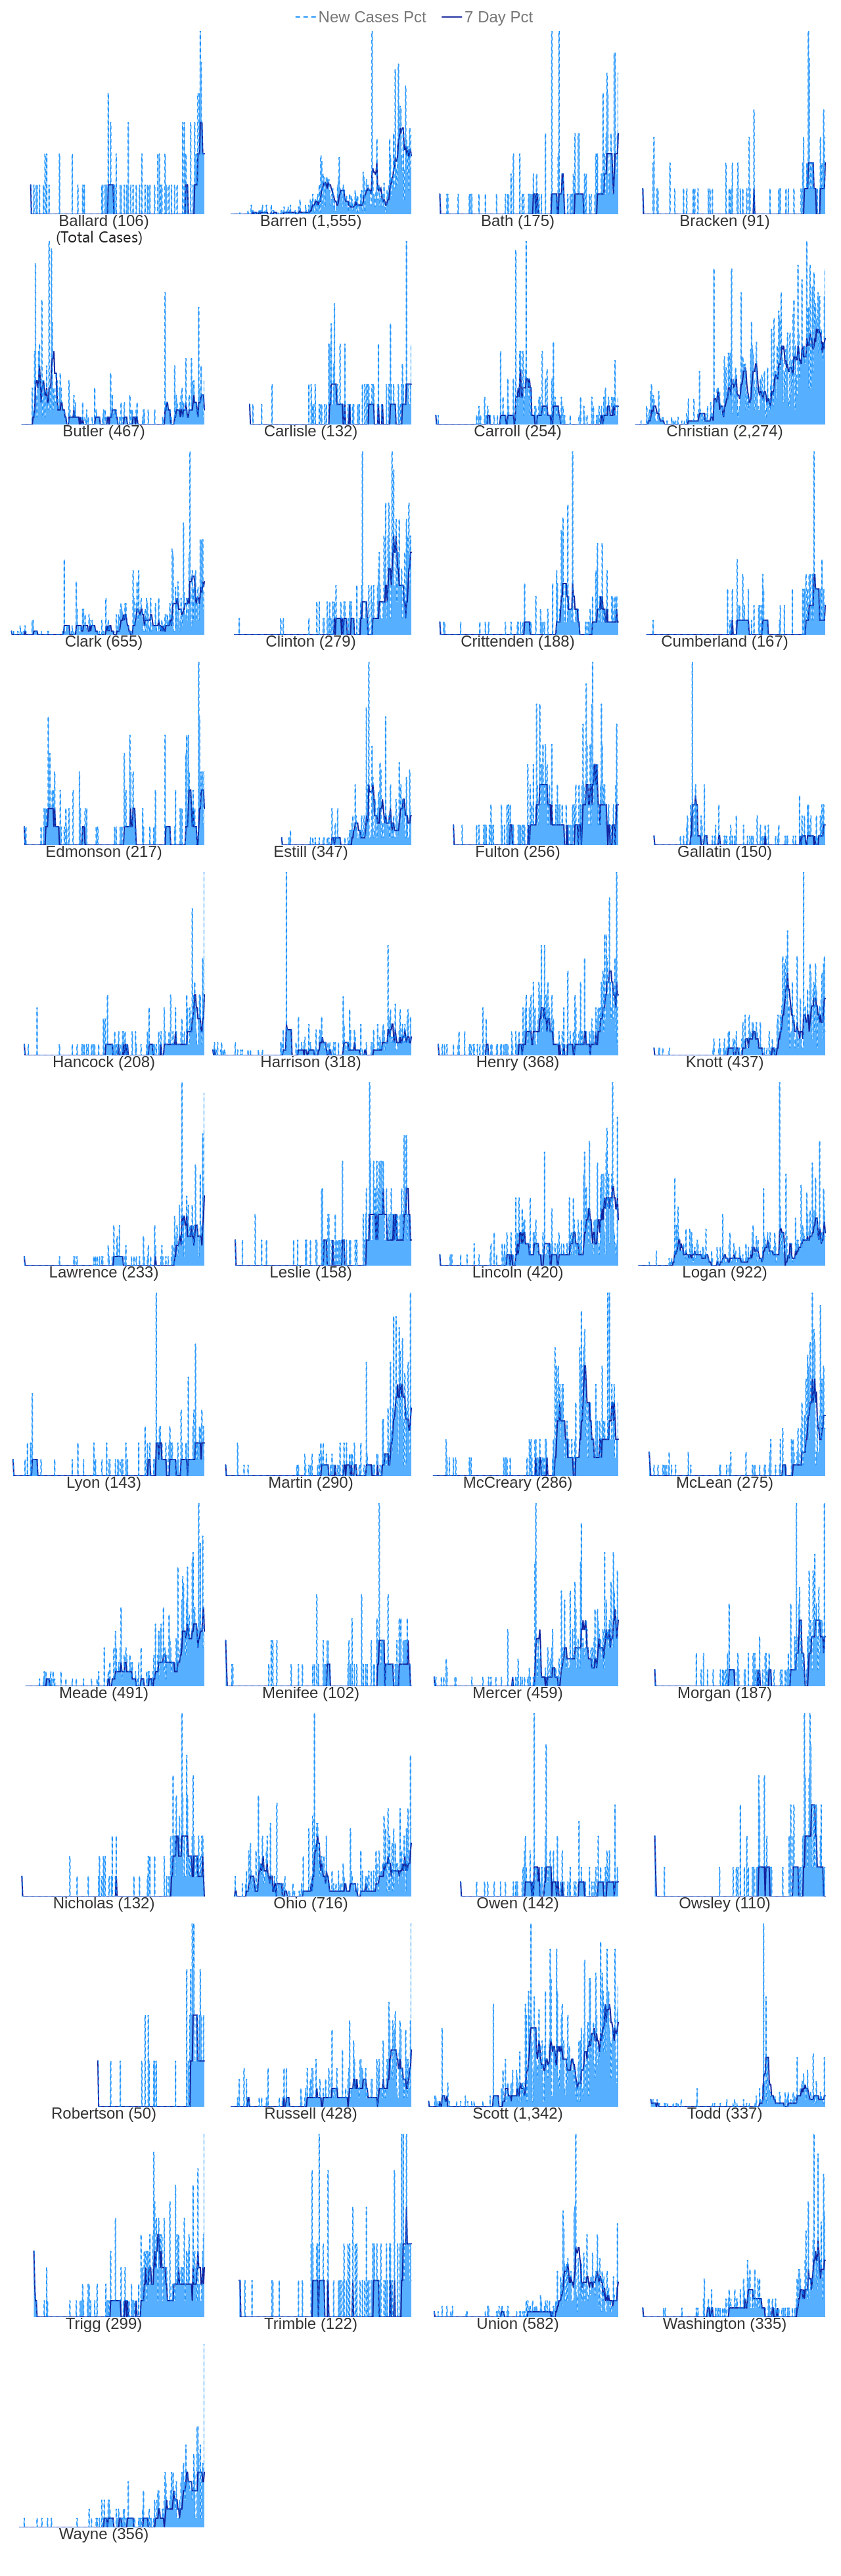 New Cases Pct 7 Day Pct
Ballard (106) Barren (1,555) Bath (175) Bracken (91)
(Total Cases)
Butler (467) Carlisle (132) Carroll (254) Christian (2,274)
Clark (655) Clinton (279) Crittenden (188) Cumberland (167)
Edmonson (217) Estill (347) Fulton (256) Gallatin (150)
Hancock (208) Harrison (318) Henry (368) Knott (437)
Lawrence (233) Leslie (158) Lincoln (420) Logan (922)
Lyon (143) Martin (290) McCreary (286) McLean (275)
Meade (491) Menifee (102) Mercer (459) Morgan (187)
Nicholas (132) Ohio (716) Owen (142) Owsley (110)
Robertson (50) Russell (428) Scott (1,342) Todd (337)
Trigg (299) Trimble (122) Union (582) Washington (335)
Wayne (356)